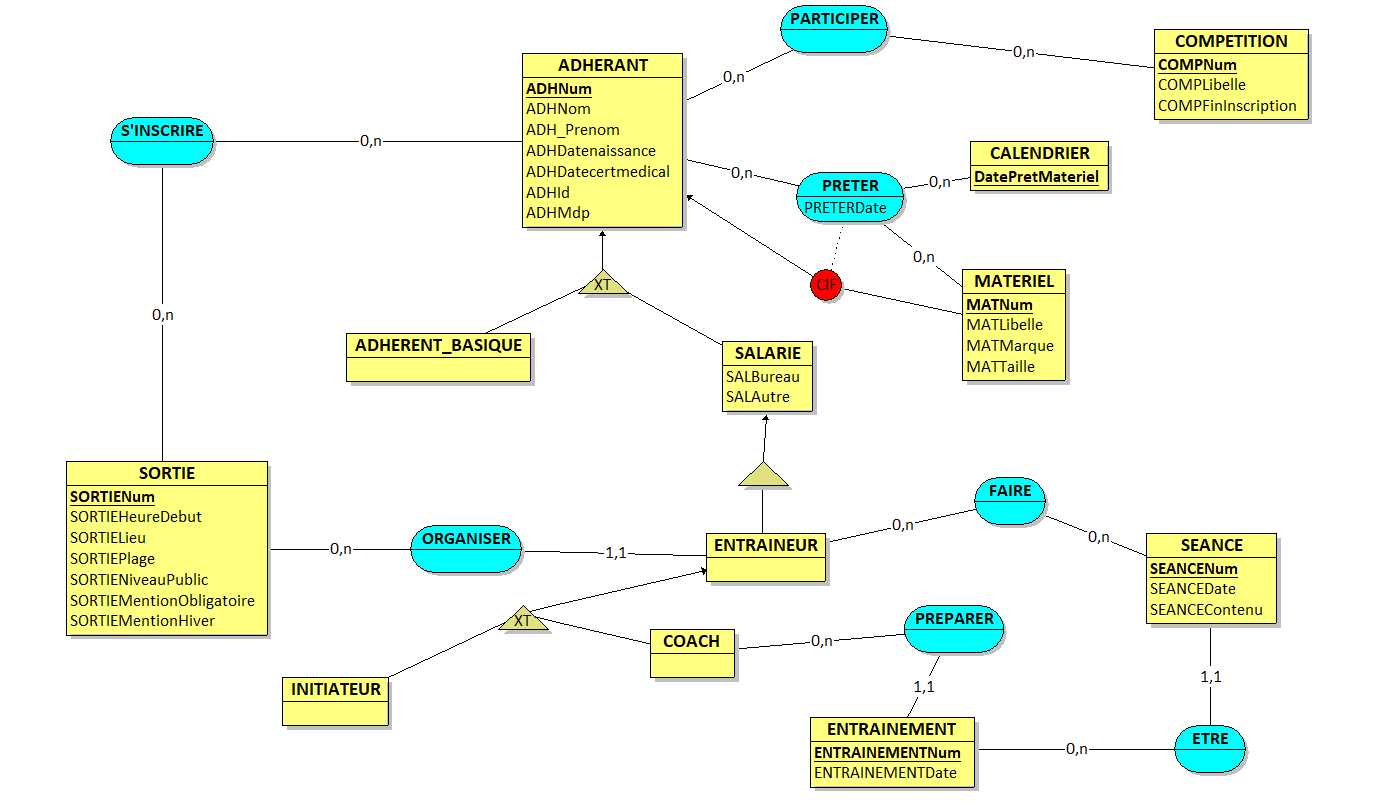 PARTICIPER
0,n
0,n
COMPETITION
COMPNum
COMPLibelle
COMPFinInscription
ADHERANT
ADHNum
ADHNom
ADH_Prenom
ADHDatenaissance
ADHDatecertmedical
ADHId
ADHMdp
S'INSCRIRE
0,n
0,n
0,n
PRETER
PRETERDate
0,n
CALENDRIER
DatePretMateriel
0,n
CIF
MATERIEL
MATNum
MATLibelle
MATMarque
MATTaille
XT
ADHERENT_BASIQUE
SALARIE
SALBureau
SALAutre
SORTIE
SORTIENum
SORTIEHeureDebut
SORTIELieu
SORTIEPlage
SORTIENiveauPublic
SORTIEMentionObligatoire
SORTIEMentionHiver
0,n
ORGANISER
1,1
ENTRAINEUR
0,n
FAIRE
0,n
SEANCE
SEANCENum
SEANCEDate
SEANCEContenu
XT
INITIATEUR
COACH
0,n
PREPARER
1,1
1,1
ENTRAINEMENT
ENTRAINEMENTNum
ENTRAINEMENTDate
0,n
ETRE